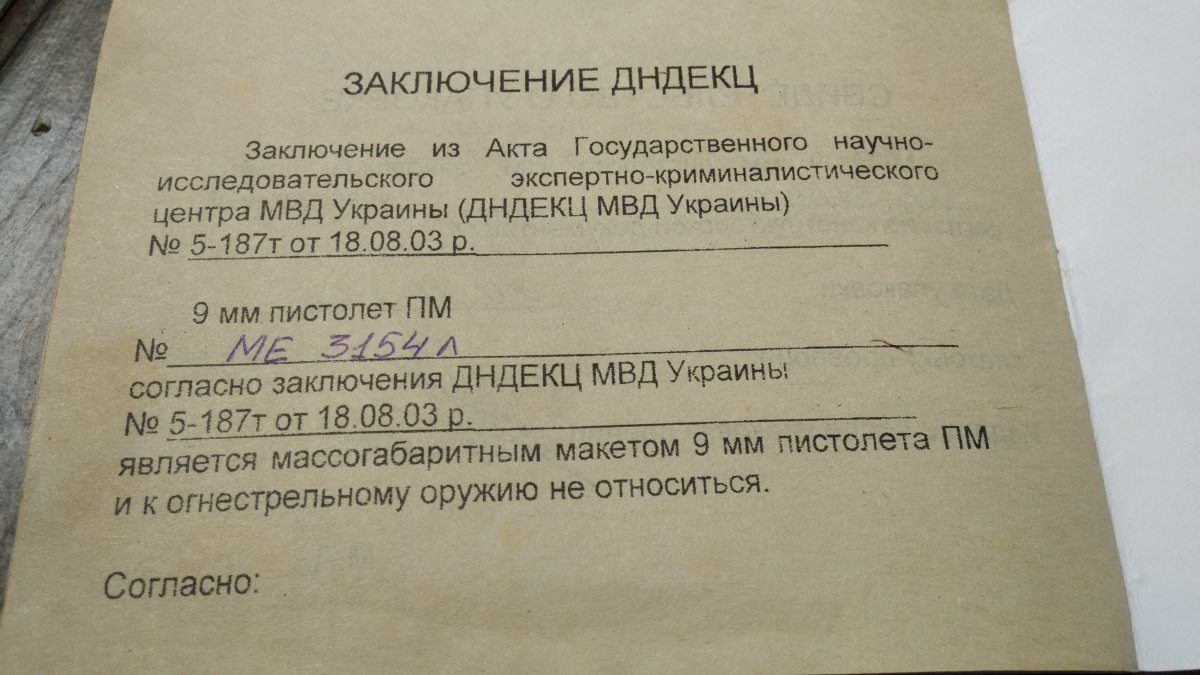 ЗАКЛЮЧЕНИЕ ДНДЕКЦ
Заключение из Акта Государственного научно-
исследовательского экспертно-криминалистического
центра МВД Украины (ДНДЕКЦ МВД Украины)
№ 5-187т от 18.08.03 р.
9 мм пистолет ПМ
№ МЕ 3154 л
согласно заключения ДНДЕКЦ МВД Украины
№ 5-187т от 18.08.03 р.
является массогабаритным макетом 9 мм пистолета ПМ
и к огнестрельному оружию не относиться.
Согласно: